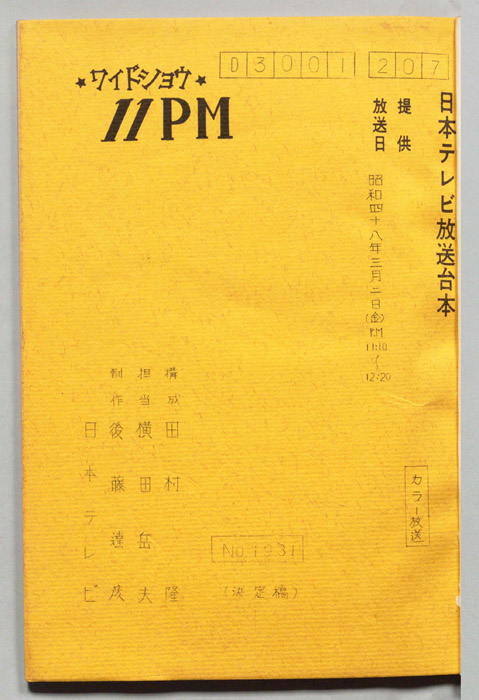 D3001 207
★ワイドショウ★
11PM
日本テレビ放送台本
提供
放送日
昭和四十八年三月二日(金)PM11:10〜12:20
カラー放送
構成 田村 隆
担当 横田岳夫
制作 後藤達彦
日本テレビ
No.1931
(決定稿)